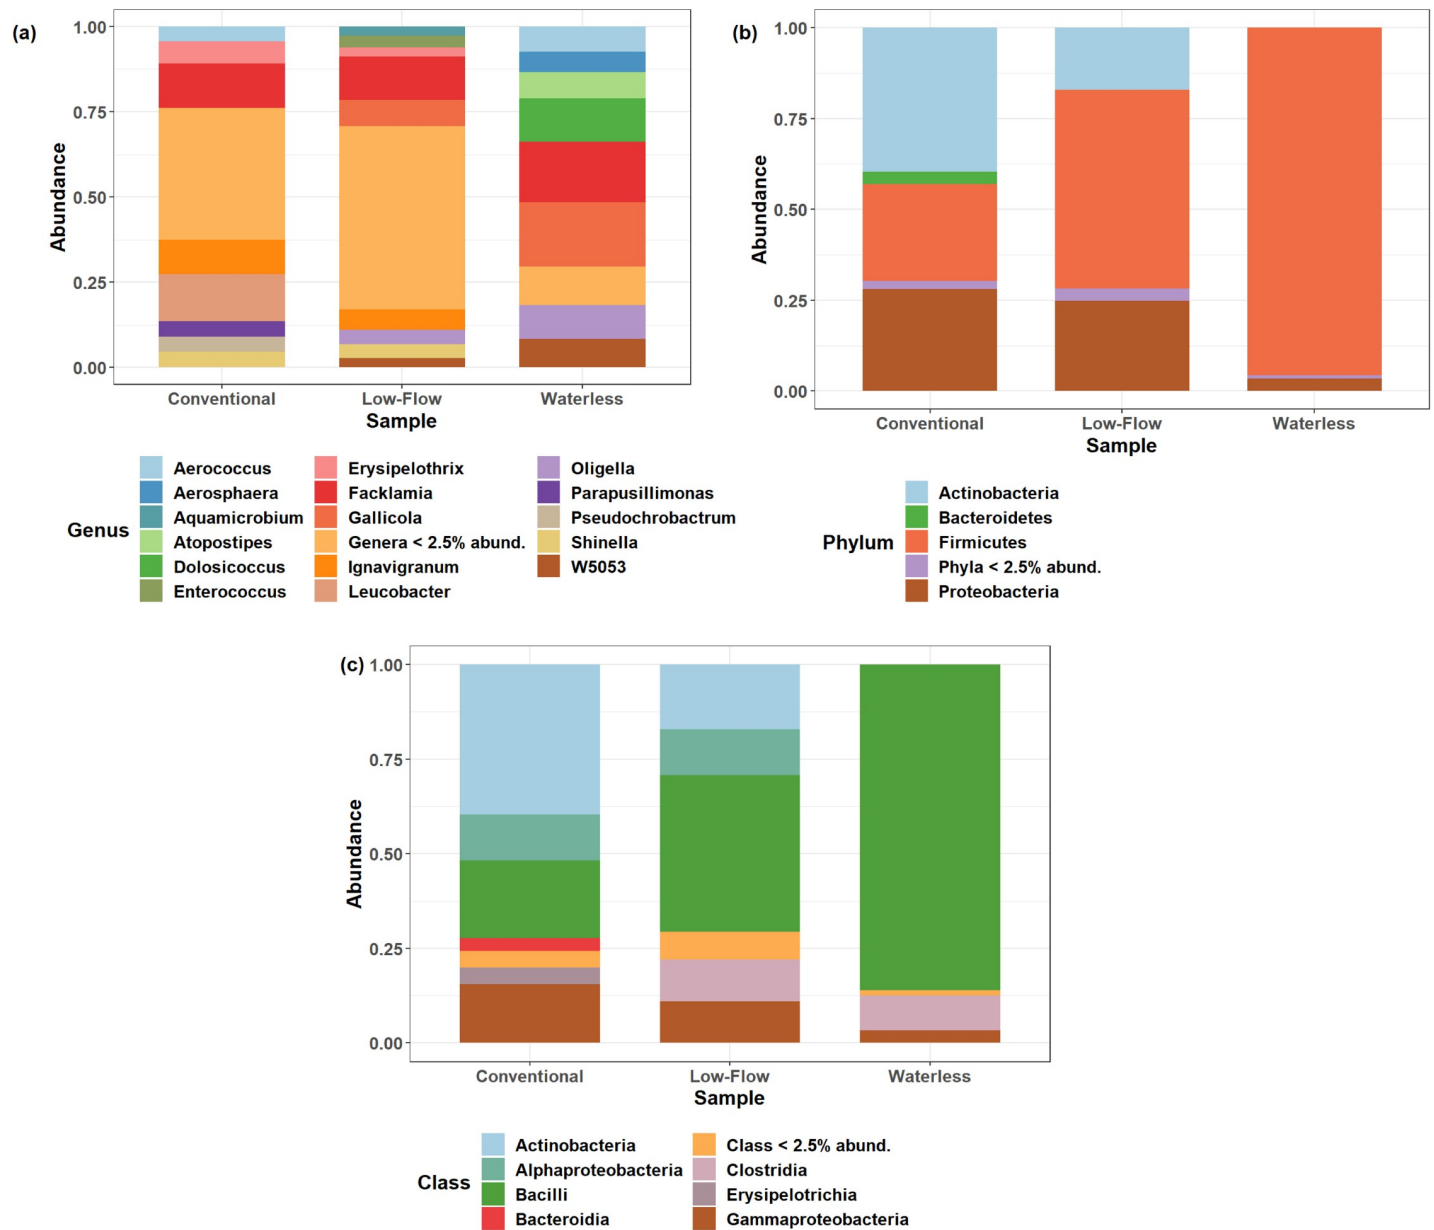 (a)
1.00
0.75
0.50
0.25
0.00
Abundance
Conventional Low-Flow Waterless
Sample
Genus
Aerococcus
Aerosphaera
Aquamicrobium
Atopostipes
Dolosicoccus
Enterococcus
Erysipelothrix
Facklamia
Gallicola
Genera < 2.5% abund.
Ignavigranum
Leucobacter
Oligella
Parapusillimonas
Pseudochrobactrum
Shinella
W5053
(b)
1.00
0.75
0.50
0.25
0.00
Abundance
Conventional Low-Flow Waterless
Sample
Phylum
Actinobacteria
Bacteroidetes
Firmicutes
Phyla < 2.5% abund.
Proteobacteria
(c)
1.00
0.75
0.50
0.25
0.00
Abundance
Conventional Low-Flow Waterless
Sample
Class
Actinobacteria
Alphaproteobacteria
Bacilli
Bacteroidia
Class < 2.5% abund.
Clostridia
Erysipelotrichia
Gammaproteobacteria